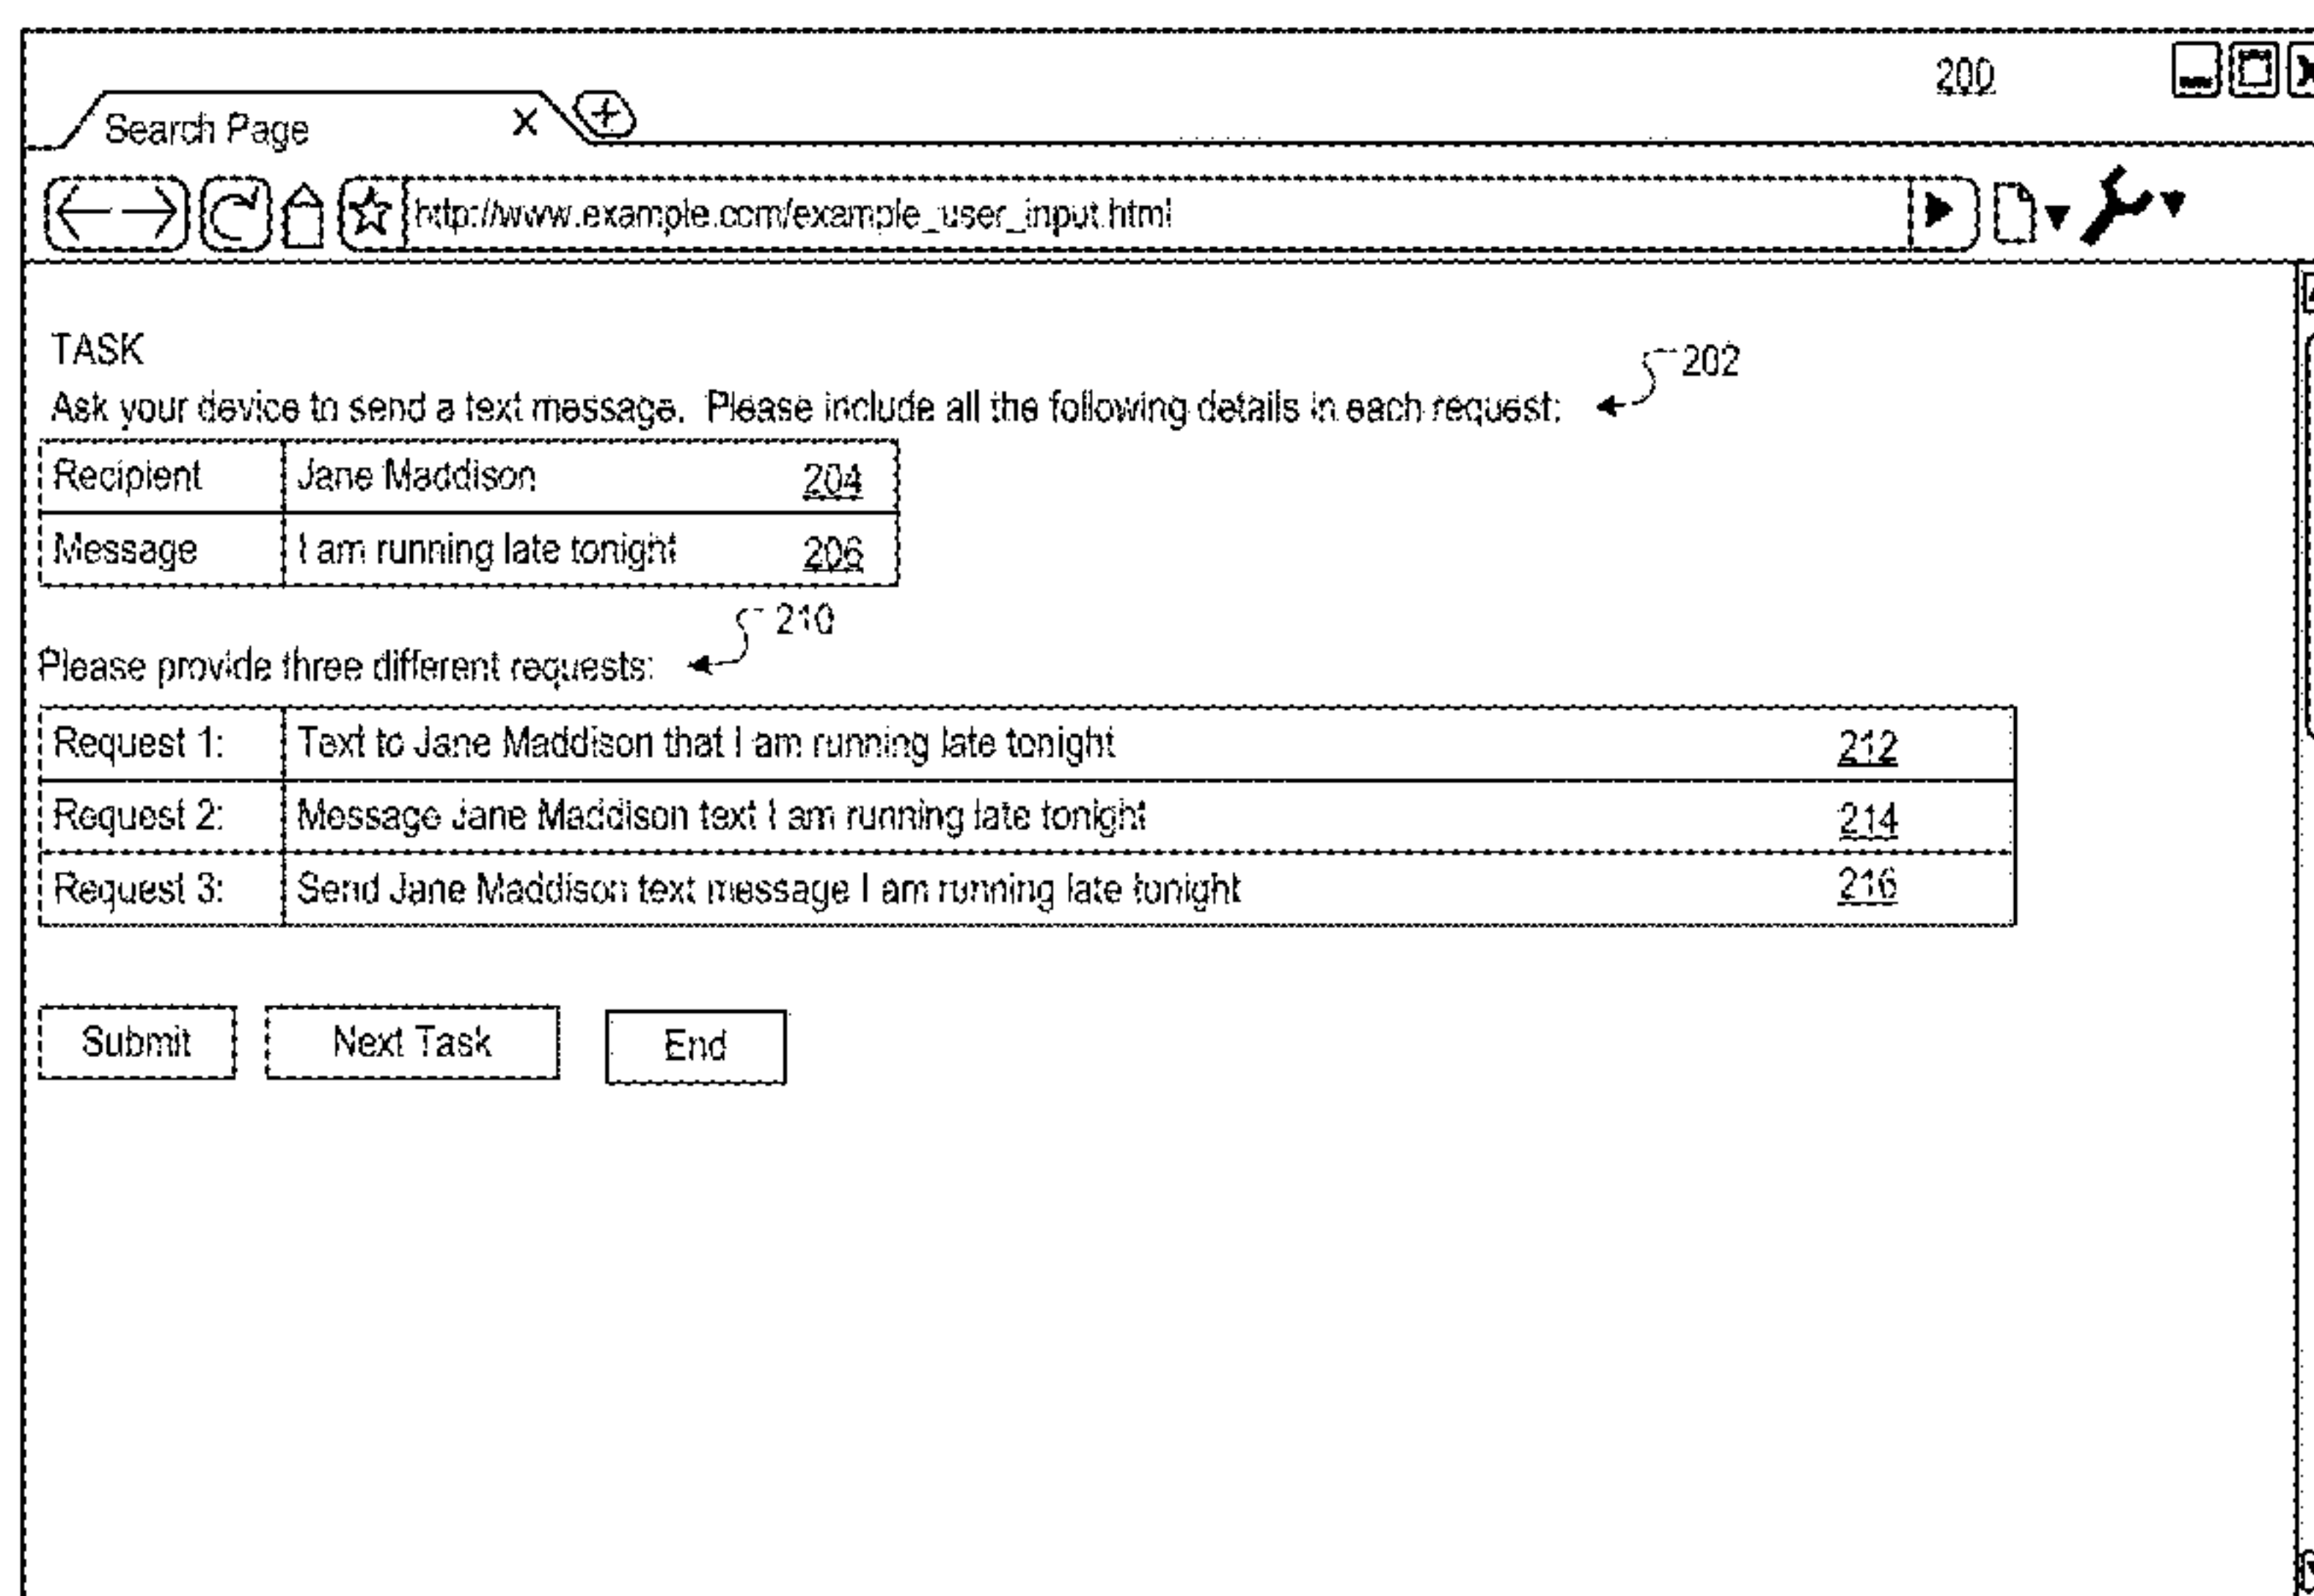 200
Search Page
http://www.example.com/example_user_input.html
TASK
202
Ask your device to send a text message. Please include all the following details in each request:
Recipient Jane Maddison 204
Message I am running late tonight 206
210
Please provide three different requests:
Request 1: Text to Jane Maddison that I am running late tonight 212
Request 2: Message Jane Maddison text I am running late tonight 214
Request 3: Send Jane Maddison text message I am running late tonight 216
Submit Next Task End